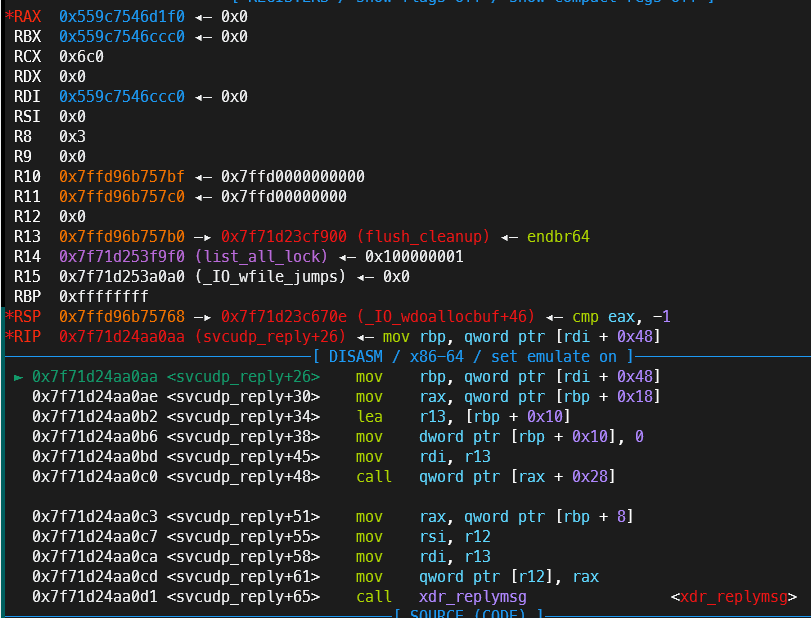 [ REGISTERS / show-flags off / show-compact-regs off ]
*RAX  0x559c7546d1f0 ◂— 0x0
RBX  0x559c7546ccc0 ◂— 0x0
RCX  0x6c0
RDX  0x0
RDI  0x559c7546ccc0 ◂— 0x0
RSI  0x0
R8   0x3
R9   0x0
R10  0x7ffd96b757bf ◂— 0x7ffd0000000000
R11  0x7ffd96b757c0 ◂— 0x7ffd00000000
R12  0x0
R13  0x7ffd96b757b0 —▸ 0x7f71d23cf900 (flush_cleanup) ◂— endbr64
R14  0x7f71d253f9f0 (list_all_lock) ◂— 0x100000001
R15  0x7f71d253a0a0 (_IO_wfile_jumps) ◂— 0x0
RBP  0xffffffff
*RSP  0x7ffd96b75768 —▸ 0x7f71d23c670e (_IO_wdoallocbuf+46) ◂— cmp eax, -1
*RIP  0x7f71d24aa0aa (svcudp_reply+26) ◂— mov rbp, qword ptr [rdi + 0x48]
[ DISASM / x86-64 / set emulate on ]
► 0x7f71d24aa0aa <svcudp_reply+26>    mov    rbp, qword ptr [rdi + 0x48]
0x7f71d24aa0ae <svcudp_reply+30>    mov    rax, qword ptr [rbp + 0x18]
0x7f71d24aa0b2 <svcudp_reply+34>    lea    r13, [rbp + 0x10]
0x7f71d24aa0b6 <svcudp_reply+38>    mov    dword ptr [rbp + 0x10], 0
0x7f71d24aa0bd <svcudp_reply+45>    mov    rdi, r13
0x7f71d24aa0c0 <svcudp_reply+48>    call   qword ptr [rax + 0x28]
0x7f71d24aa0c3 <svcudp_reply+51>    mov    rax, qword ptr [rbp + 8]
0x7f71d24aa0c7 <svcudp_reply+55>    mov    rsi, r12
0x7f71d24aa0ca <svcudp_reply+58>    mov    rdi, r13
0x7f71d24aa0cd <svcudp_reply+61>    mov    qword ptr [r12], rax
0x7f71d24aa0d1 <svcudp_reply+65>    call   xdr_replymsg                <xdr_replymsg>
[ SOURCE (CODE) ]